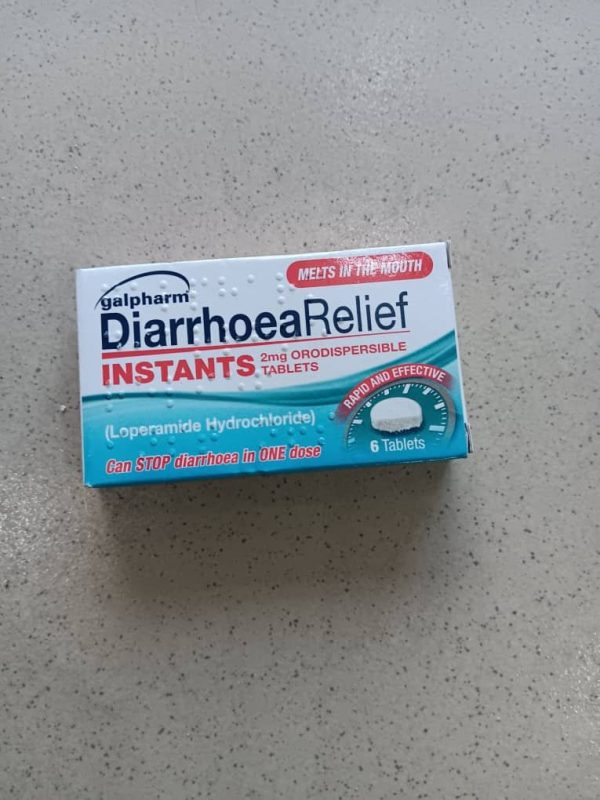 MELTS IN THE MOUTH
galpharm
DiarrhoeaRelief
INSTANTS 2mg ORODISPERSIBLE
TABLETS
RAPID AND EFFECTIVE
(Loperamide Hydrochloride)
6 Tablets
Can STOP diarrhoea in ONE dose